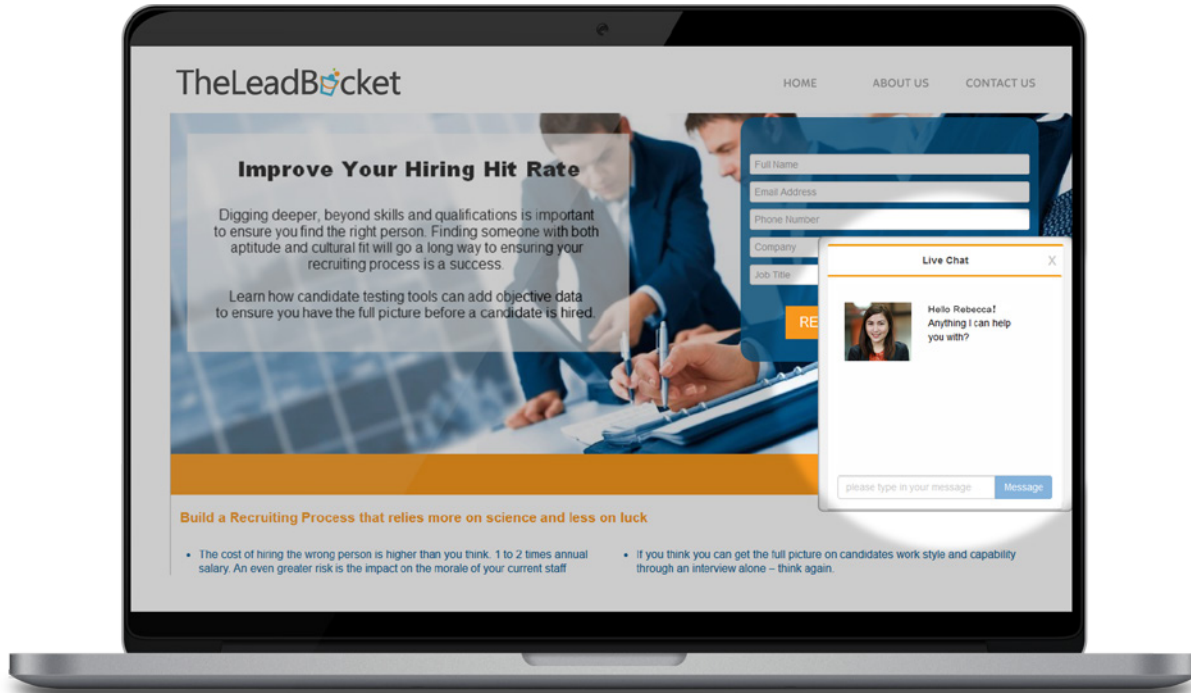 TheLeadBucket
HOME
ABOUT US
CONTACT US
Improve Your Hiring Hit Rate
Digging deeper, beyond skills and qualifications is important
to ensure you find the right person. Finding someone with both
aptitude and cultural fit will go a long way to ensuring your
recruiting process is a success.
Learn how candidate testing tools can add objective data
to ensure you have the full picture before a candidate is hired.
Full Name
Email Address
Phone Number
Company
Job Title
Live Chat
X
Hello Rebecca!
Anything I can help
you with?
please type in your message
Message
Build a Recruiting Process that relies more on science and less on luck
• The cost of hiring the wrong person is higher than you think. 1 to 2 times annual
salary. An even greater risk is the impact on the morale of your current staff
• If you think you can get the full picture on candidates work style and capability
through an interview alone – think again.